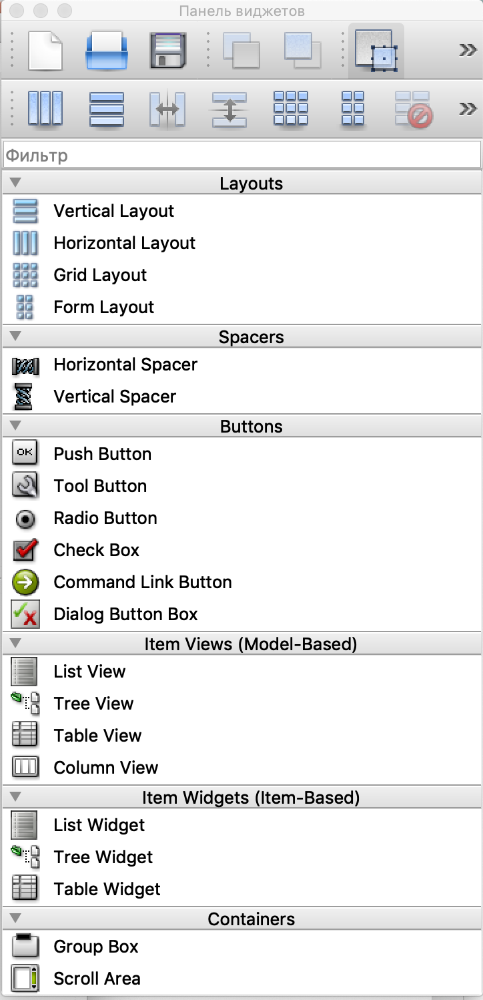 Панель виджетов
Фильтр
Layouts
Vertical Layout
Horizontal Layout
Grid Layout
Form Layout
Spacers
Horizontal Spacer
Vertical Spacer
Buttons
OK
Push Button
Tool Button
Radio Button
Check Box
Command Link Button
Dialog Button Box
Item Views (Model-Based)
List View
Tree View
Table View
Column View
Item Widgets (Item-Based)
List Widget
Tree Widget
Table Widget
Containers
Group Box
Scroll Area